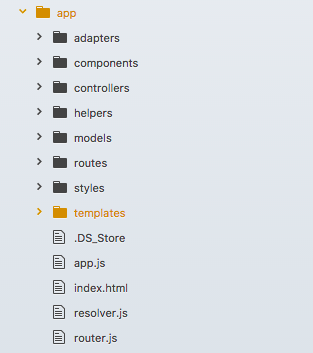 app
adapters
components
controllers
helpers
models
routes
styles
templates
.DS_Store
app.js
index.html
resolver.js
router.js